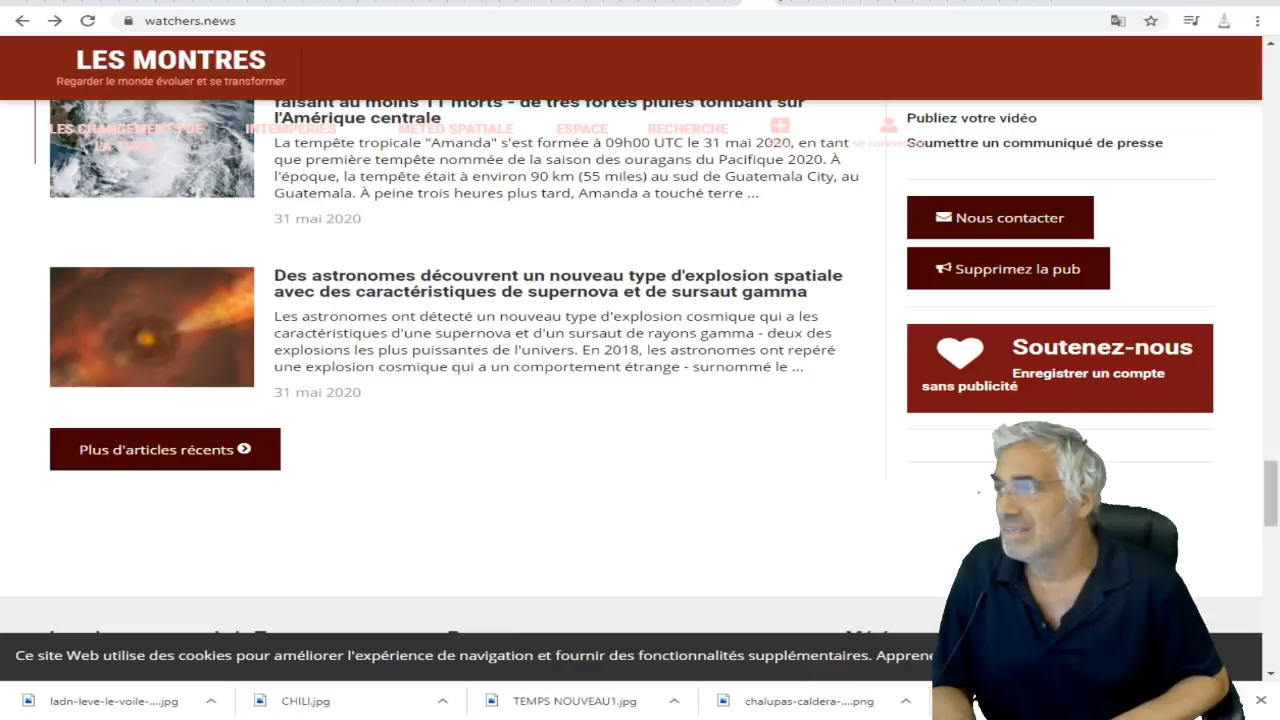 watchers.news
LES MONTRES
Regarder le monde évoluer et se transformer
faisant au moins 11 morts - de très fortes pluies tombant sur
l'Amérique centrale
LES CHANGEMENTS DE
INTEMPÉRIES
MÉTÉO SPATIALE
ESPACE
RECHERCHE
La tempête tropicale "Amanda" s'est formée à 09h00 UTC le 31 mai 2020, en tant
que première tempête nommée de la saison des ouragans du Pacifique 2020. À
l'époque, la tempête était à environ 90 km (55 miles) au sud de Guatemala City, au
Guatemala. À peine trois heures plus tard, Amanda a touché terre ...
31 mai 2020
Des astronomes découvrent un nouveau type d'explosion spatiale
avec des caractéristiques de supernova et de sursaut gamma
Les astronomes ont détecté un nouveau type d'explosion cosmique qui a les
caractéristiques d'une supernova et d'un sursaut de rayons gamma - deux des
explosions les plus puissantes de l'univers. En 2018, les astronomes ont repéré
une explosion cosmique qui a un comportement étrange - surnommé le ...
31 mai 2020
Plus d'articles récents
Publiez votre vidéo
Soumettre un communiqué de presse
Nous contacter
Supprimez la pub
Soutenez-nous
Enregistrer un compte
sans publicité
Ce site Web utilise des cookies pour améliorer l'expérience de navigation et fournir des fonctionnalités supplémentaires.
ladn-leve-le-voile-....jpg
CHILI.jpg
TEMPS NOUVEAU1.jpg
chalupas-caldera-....png